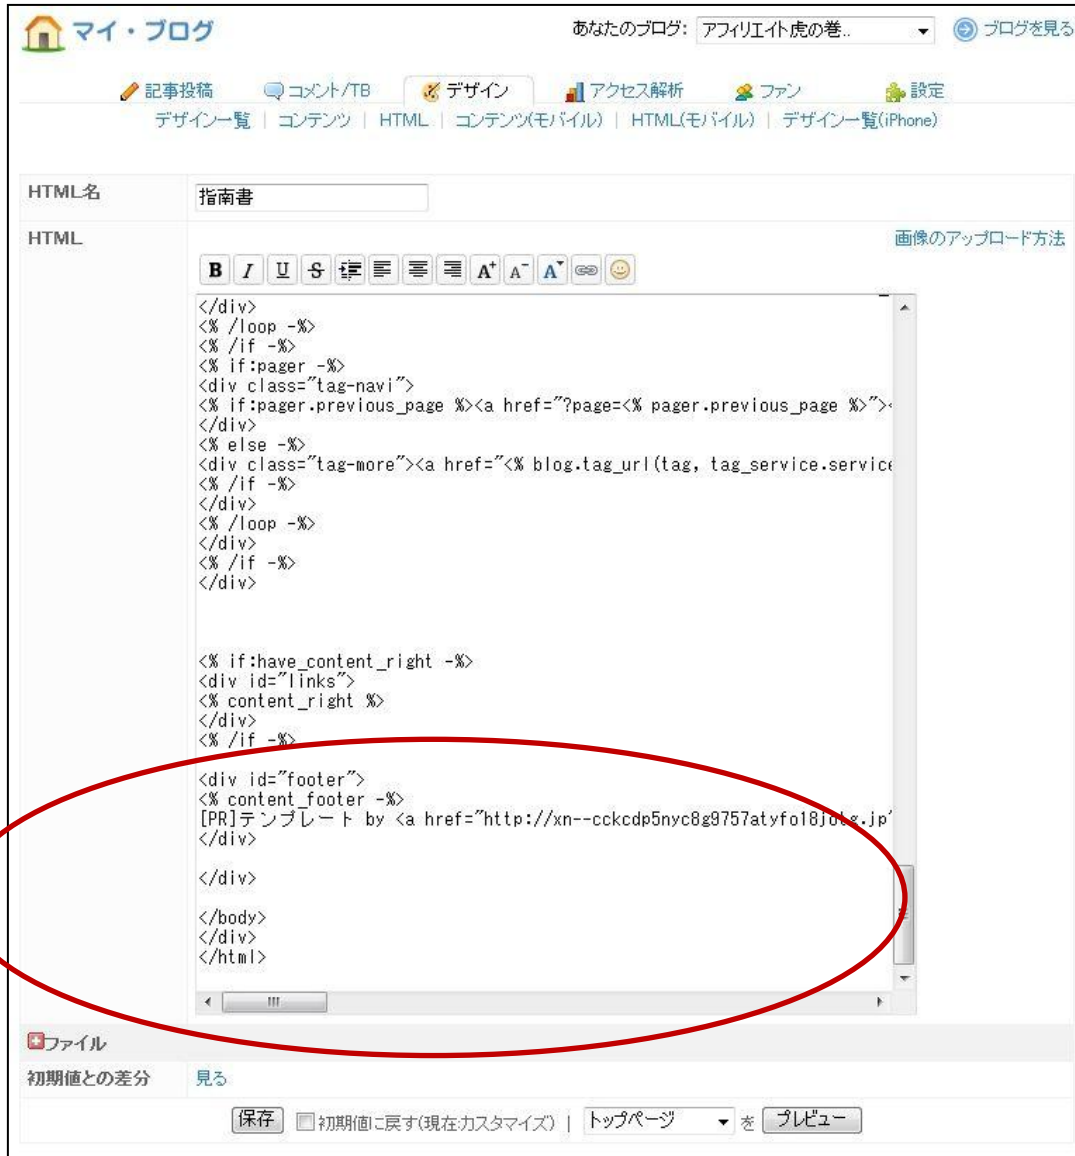 マイ・ブログ
あなたのブログ: アフィリエイト虎の巻.. ブログを見る
記事投稿 コメント/TB デザイン アクセス解析 ファン 設定
デザイン一覧 | コンテンツ | HTML | コンテンツ(モバイル) | HTML(モバイル) | デザイン一覧(iPhone)
HTML名 指南書
HTML 画像のアップロード方法
B I U S A+ A- A
</div>
<% /loop -%>
<% /if -%>
<% if:pager -%>
<div class="tag-navi">
<% if:pager.previous_page %><a href="?page=<% pager.previous_page %>"><
</div>
<% else -%>
<div class="tag-more"><a href="<% blog.tag_url(tag, tag_service.service
<% /if -%>
</div>
<% /loop -%>
</div>
<% /if -%>
</div>
<% if:have_content_right -%>
<div id="links">
<% content_right %>
</div>
<% /if -%>
<div id="footer">
<% content_footer -%>
[PR]テンプレート by <a href="http://xn--cckcdp5nyc8g9757atyfo18jotg.jp"
</div>
</div>
</body>
</div>
</html>
ファイル
初期値との差分 見る
保存 初期値に戻す(現在:カスタマイズ) | トップページ を プレビュー